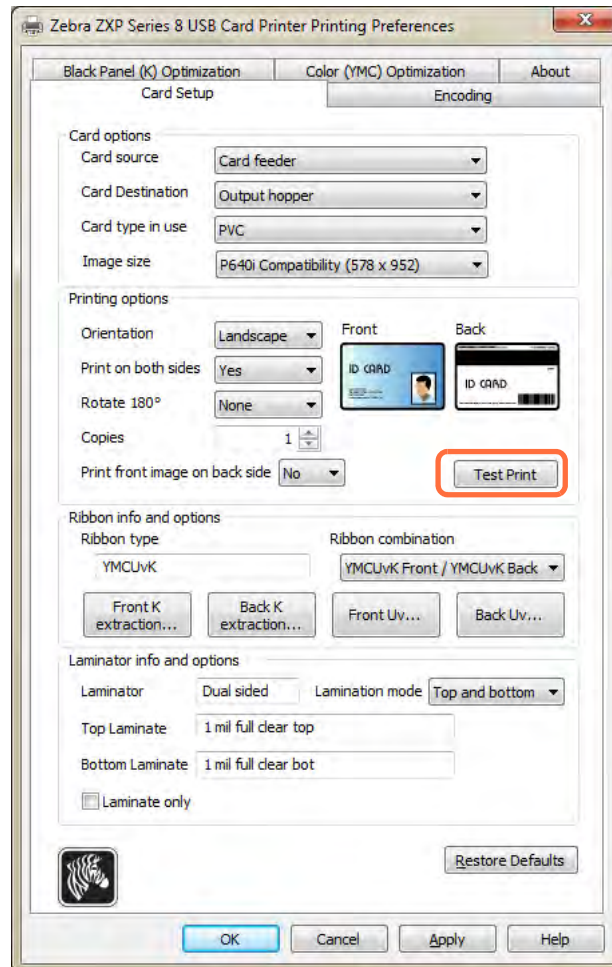 Zebra ZXP Series 8 USB Card Printer Printing Preferences
Black Panel (K) Optimization Color (YMC) Optimization About
Card Setup Encoding
Card options
Card source Card feeder
Card Destination Output hopper
Card type in use PVC
Image size P640i Compatibility (578 x 952)
Printing options
Orientation Landscape Front Back
Print on both sides Yes ID CARD ID CARD
Rotate 180° None
Copies 1
Print front image on back side No Test Print
Ribbon info and options
Ribbon type Ribbon combination
YMCUvK YMCUvK Front / YMCUvK Back
Front K extraction... Back K extraction... Front Uv... Back Uv...
Laminator info and options
Laminator Dual sided Lamination mode Top and bottom
Top Laminate 1 mil full clear top
Bottom Laminate 1 mil full clear bot
Laminate only
Restore Defaults
OK Cancel Apply Help